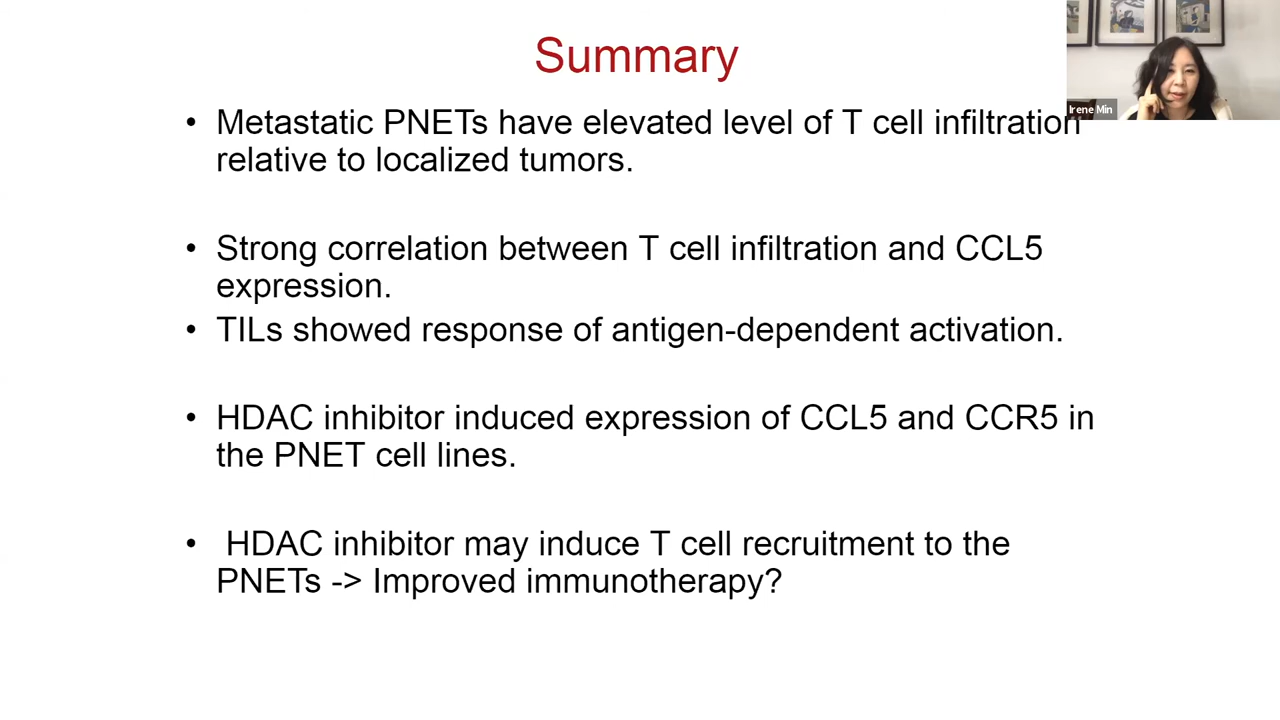 Summary
Irene Min
• Metastatic PNETs have elevated level of T cell infiltration
relative to localized tumors.
• Strong correlation between T cell infiltration and CCL5
expression.
• TILs showed response of antigen-dependent activation.
• HDAC inhibitor induced expression of CCL5 and CCR5 in
the PNET cell lines.
• HDAC inhibitor may induce T cell recruitment to the
PNETs -> Improved immunotherapy?